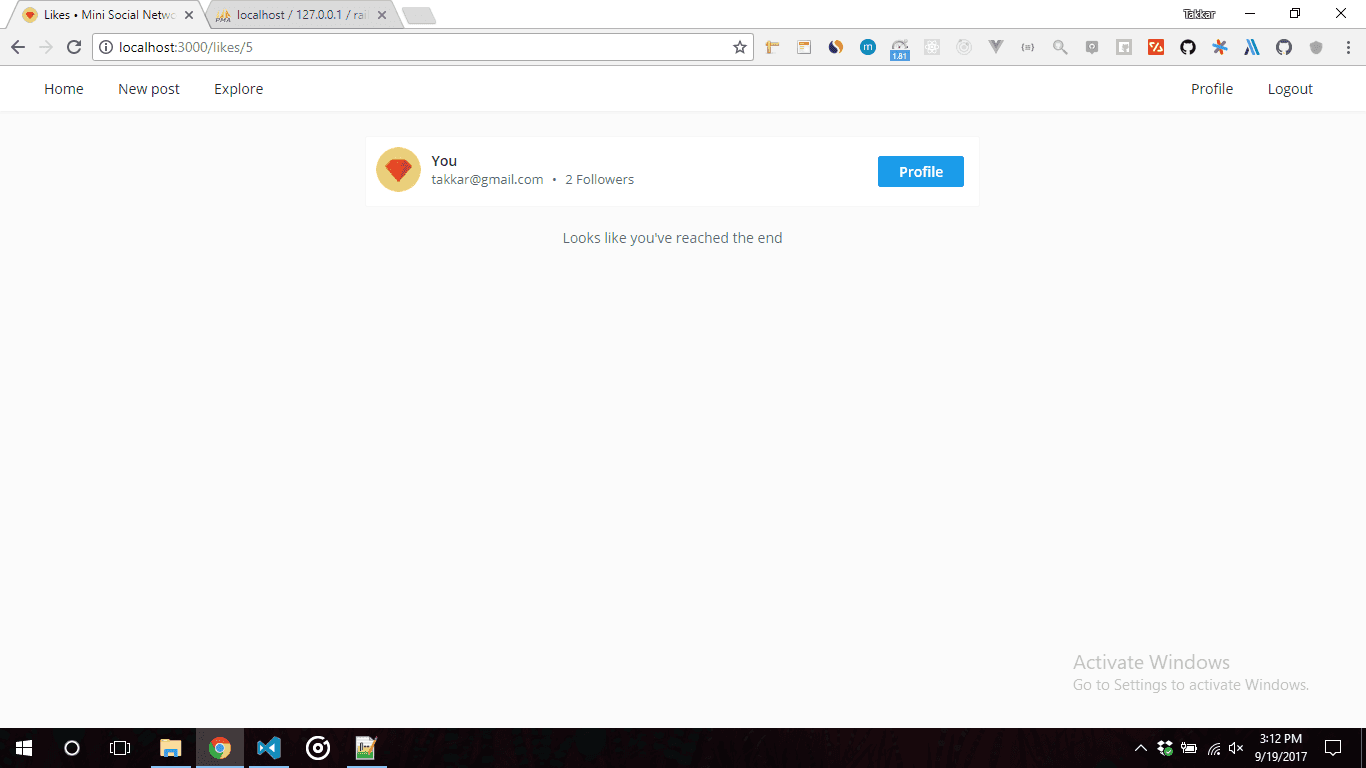 Likes • Mini Social Netwo
localhost / 127.0.0.1 / rai
Takkar
localhost:3000/likes/5
m
1.81
Home New post Explore Profile Logout
You
takkar@gmail.com • 2 Followers
Profile
Looks like you've reached the end
Activate Windows
Go to Settings to activate Windows.
3:12 PM
9/19/2017